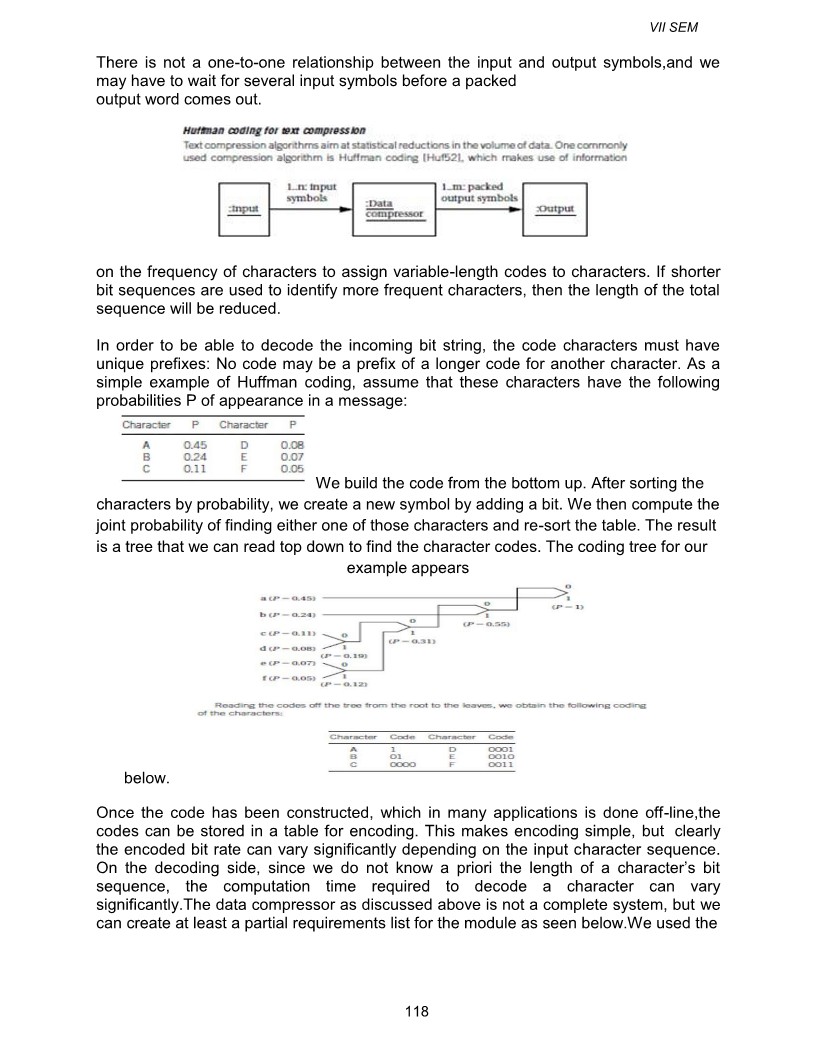 VII SEM
There is not a one-to-one relationship between the input and output symbols,and we
may have to wait for several input symbols before a packed
output word comes out.
Huffman coding for text compression
Text compression algorithms aim at statistical reductions in the volume of data. One commonly
used compression algorithm is Huffman coding [Huf52], which makes use of information
1..n: input
symbols
1..m: packed
output symbols
:Input
:Data
compressor
:Output
on the frequency of characters to assign variable-length codes to characters. If shorter
bit sequences are used to identify more frequent characters, then the length of the total
sequence will be reduced.
In order to be able to decode the incoming bit string, the code characters must have
unique prefixes: No code may be a prefix of a longer code for another character. As a
simple example of Huffman coding, assume that these characters have the following
probabilities P of appearance in a message:
Character P Character P
A 0.45 D 0.08
B 0.24 E 0.07
C 0.11 F 0.05
We build the code from the bottom up. After sorting the
characters by probability, we create a new symbol by adding a bit. We then compute the
joint probability of finding either one of those characters and re-sort the table. The result
is a tree that we can read top down to find the character codes. The coding tree for our
example appears
a (P = 0.45)
0
1
(P = 1)
b (P = 0.24)
0
1
(P = 0.55)
c (P = 0.11)
0
1
(P = 0.31)
d (P = 0.08)
0
1
(P = 0.19)
e (P = 0.07)
0
1
f (P = 0.05)
(P = 0.12)
Reading the codes off the tree from the root to the leaves, we obtain the following coding
of the characters:
Character Code Character Code
A 1 D 0001
B 01 E 0010
C 0000 F 0011
below.
Once the code has been constructed, which in many applications is done off-line,the
codes can be stored in a table for encoding. This makes encoding simple, but clearly
the encoded bit rate can vary significantly depending on the input character sequence.
On the decoding side, since we do not know a priori the length of a character’s bit
sequence, the computation time required to decode a character can vary
significantly.The data compressor as discussed above is not a complete system, but we
can create at least a partial requirements list for the module as seen below.We used the
118